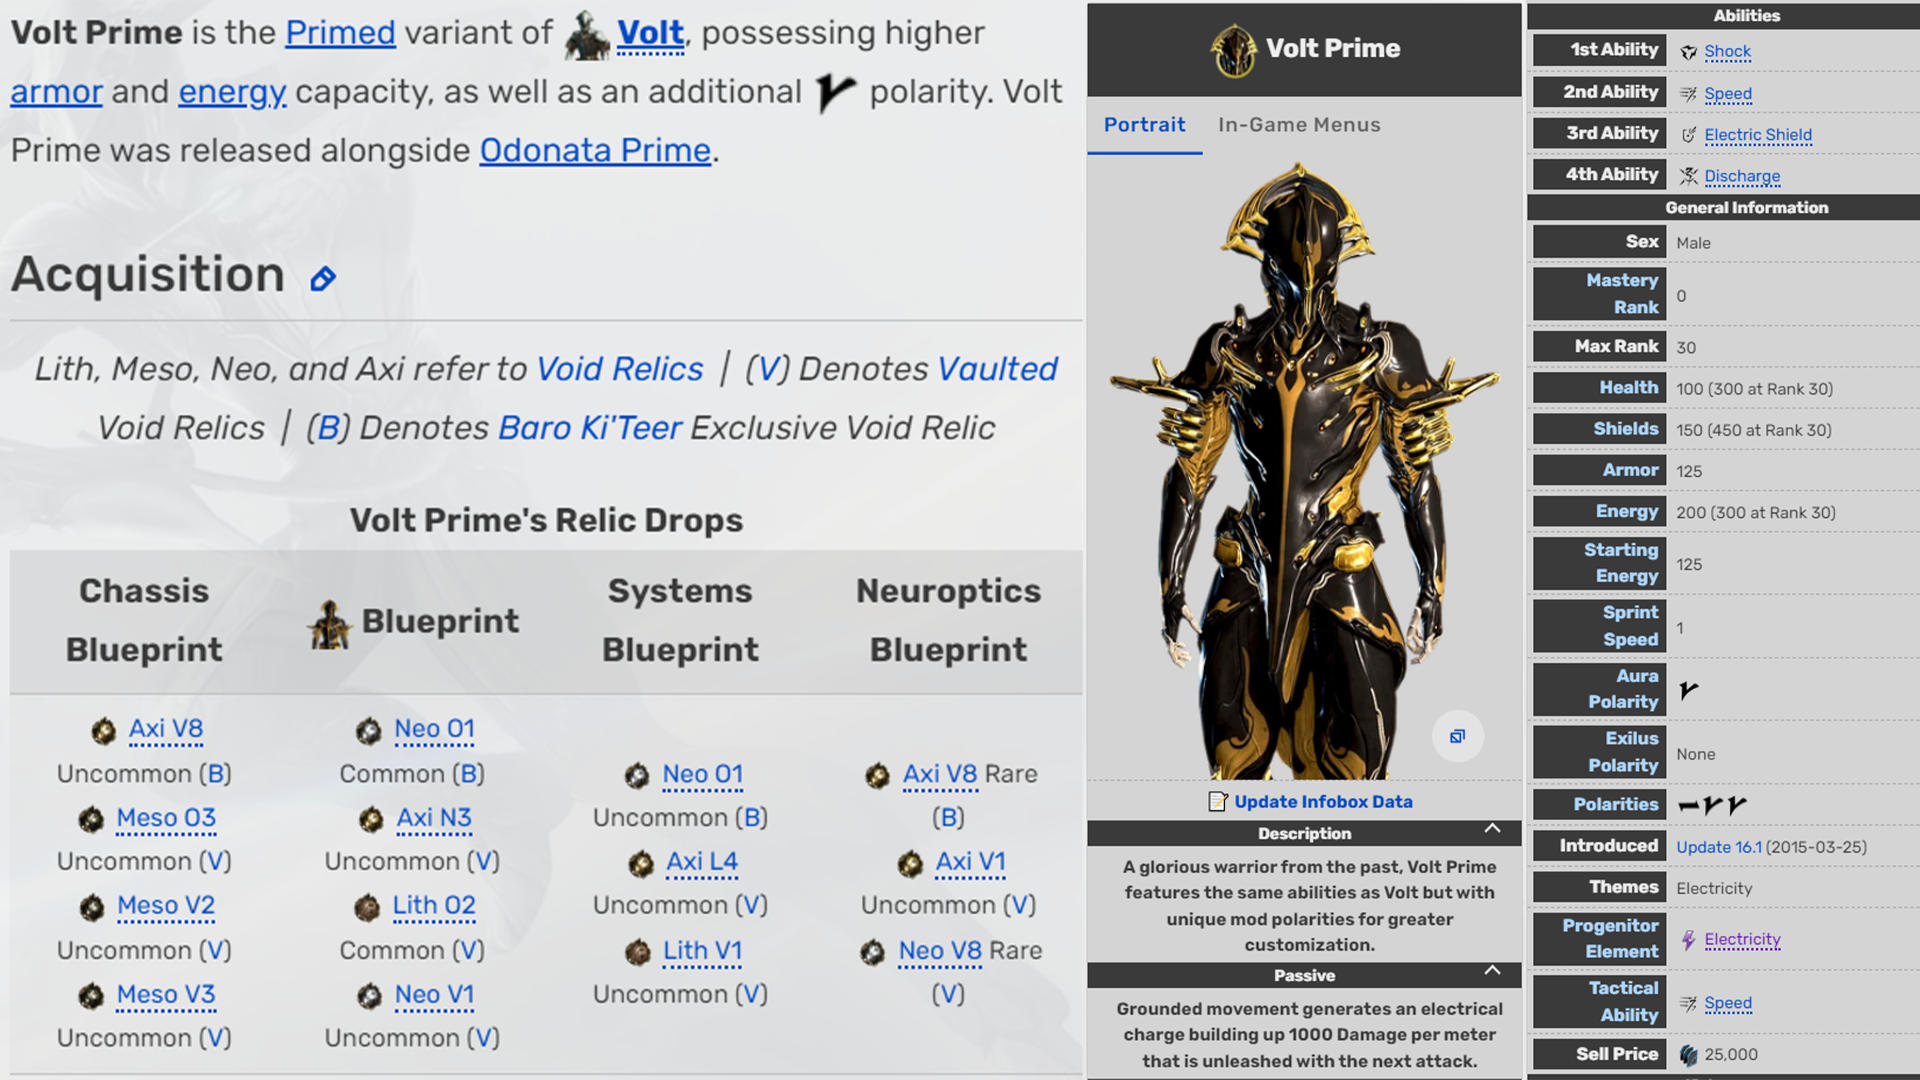 Volt Prime is the Primed variant of Volt, possessing higher
armor and energy capacity, as well as an additional polarity. Volt
Prime was released alongside Odonata Prime.
Acquisition
Lith, Meso, Neo, and Axi refer to Void Relics | (V) Denotes Vaulted
Void Relics | (B) Denotes Baro Ki'Teer Exclusive Void Relic
Volt Prime's Relic Drops
Chassis
Blueprint
Blueprint
Systems
Blueprint
Neuroptics
Blueprint
Axi V8
Uncommon (B)
Meso O3
Uncommon (V)
Meso V2
Uncommon (V)
Meso V3
Uncommon (V)
Neo O1
Common (B)
Axi N3
Uncommon (V)
Lith O2
Common (V)
Neo V1
Uncommon (V)
Neo O1
Uncommon (B)
Axi L4
Uncommon (V)
Lith V1
Uncommon (V)
Axi V8 Rare
(B)
Axi V1
Uncommon (V)
Neo V8 Rare
(V)
Volt Prime
Portrait In-Game Menus
Update Infobox Data
Description
A glorious warrior from the past, Volt Prime
features the same abilities as Volt but with
unique mod polarities for greater
customization.
Passive
Grounded movement generates an electrical
charge building up 1000 Damage per meter
that is unleashed with the next attack.
Abilities
1st Ability Shock
2nd Ability Speed
3rd Ability Electric Shield
4th Ability Discharge
General Information
Sex Male
Mastery
Rank
0
Max Rank 30
Health 100 (300 at Rank 30)
Shields 150 (450 at Rank 30)
Armor 125
Energy 200 (300 at Rank 30)
Starting
Energy
125
Sprint
Speed
1
Aura
Polarity
Exilus
Polarity
None
Polarities
Introduced Update 16.1 (2015-03-25)
Themes Electricity
Progenitor
Element
Electricity
Tactical
Ability
Speed
Sell Price 25,000